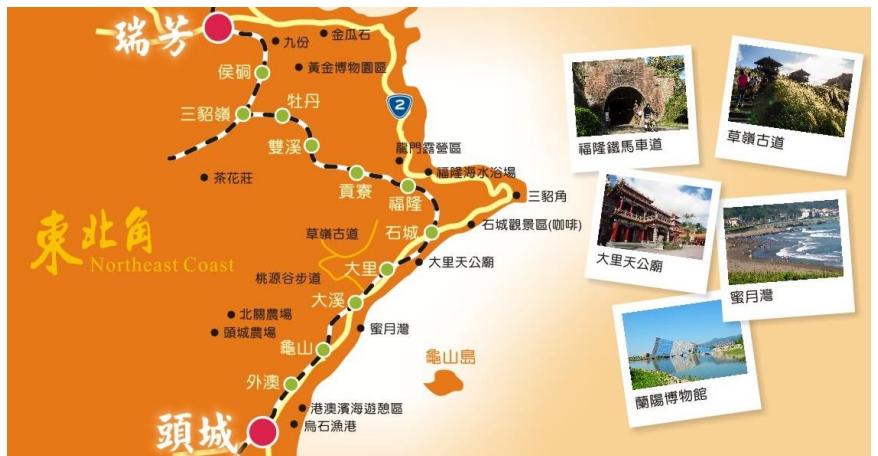 瑞芳
九份
金瓜石
侯硐
黃金博物園區
2
三貂嶺
牡丹
雙溪
龍門露營區
茶花莊
貢寮
福隆海水浴場
福隆
三貂角
東北角
Northeast Coast
草嶺古道
石城
石城觀景區(咖啡)
桃源谷步道
大里
大里天公廟
大溪
北關農場
頭城農場
蜜月灣
龜山
龜山島
外澳
港澳濱海遊憩區
頭城
烏石漁港
福隆鐵馬車道
草嶺古道
大里天公廟
蜜月灣
蘭陽博物館